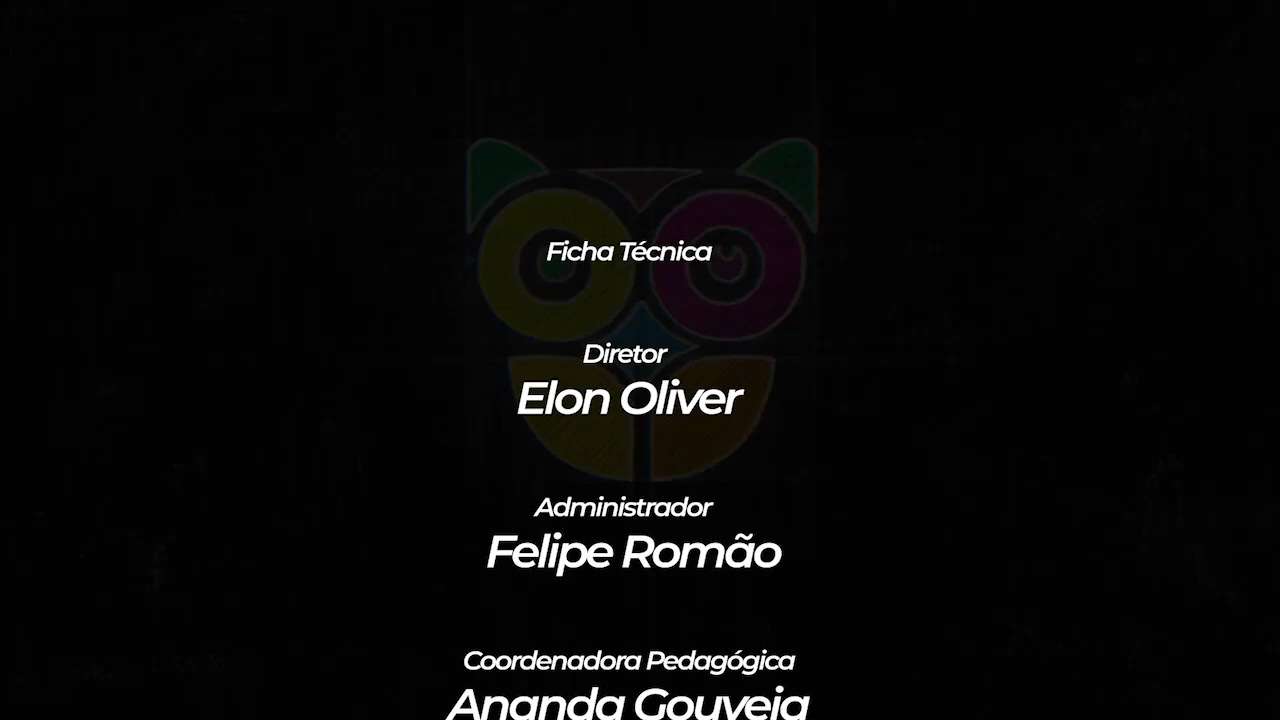 Ficha Técnica
Diretor
Elon Oliver
Administrador
Felipe Romão
Coordenadora Pedagógica
Ananda Gouveia